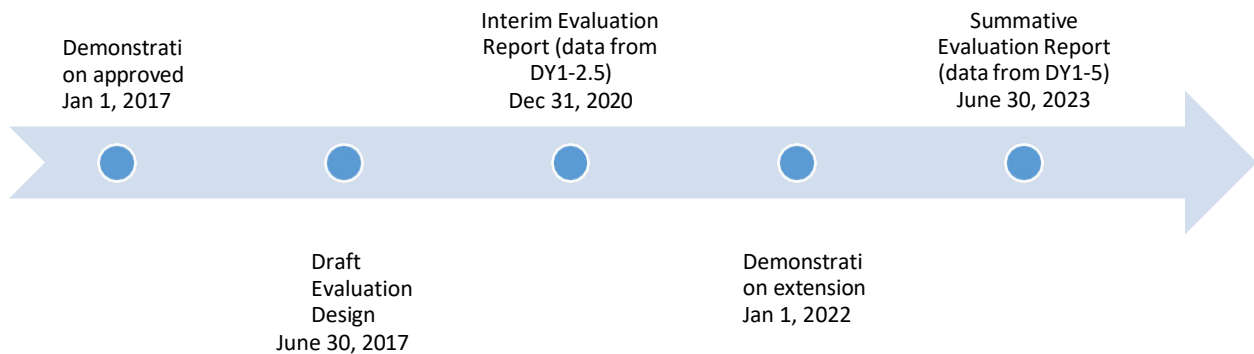 Demonstrati
on approved
Jan 1, 2017
Draft
Evaluation
Design
June 30, 2017
Interim Evaluation
Report (data from
DY1-2.5)
Dec 31, 2020
Demonstrati
on extension
Jan 1, 2022
Summative
Evaluation Report
(data from DY1-5)
June 30, 2023